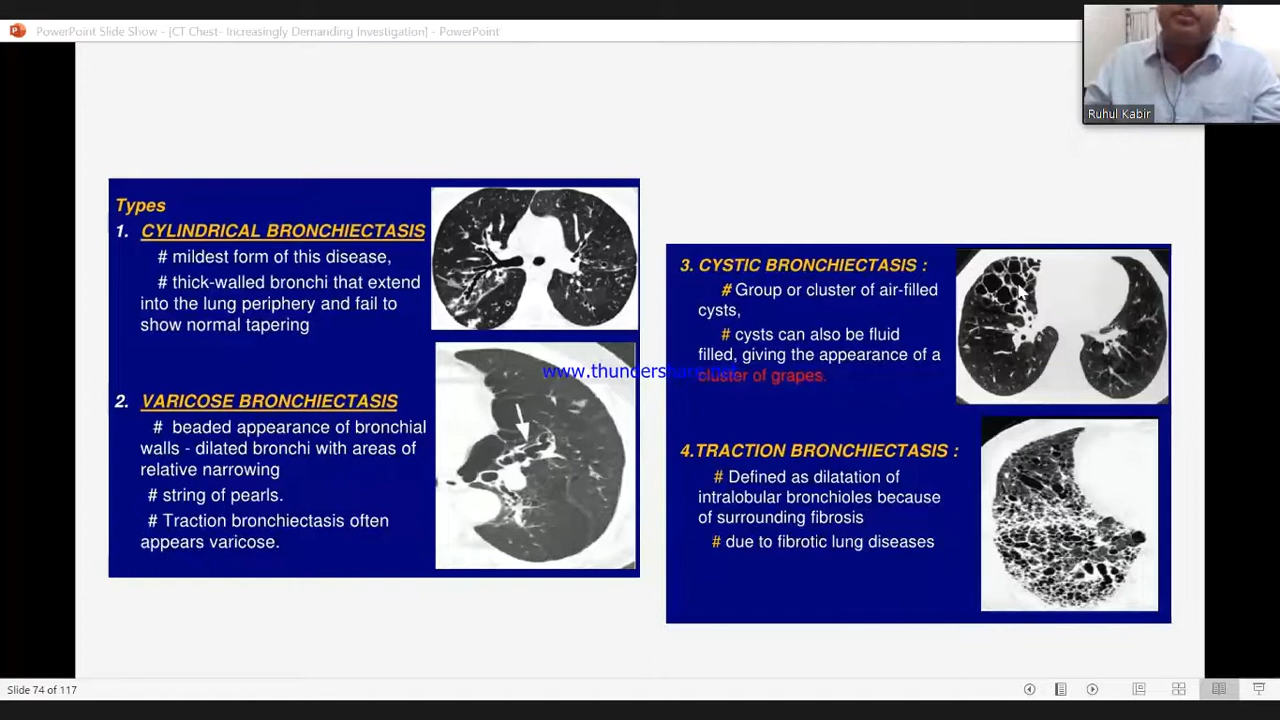 PowerPoint Slide Show - [CT Chest- Increasingly Demanding Investigation] - PowerPoint
Ruhul Kabir
Types
1. CYLINDRICAL BRONCHIECTASIS
# mildest form of this disease,
# thick-walled bronchi that extend
into the lung periphery and fail to
show normal tapering
2. VARICOSE BRONCHIECTASIS
# beaded appearance of bronchial
walls - dilated bronchi with areas of
relative narrowing
# string of pearls.
# Traction bronchiectasis often
appears varicose.
3. CYSTIC BRONCHIECTASIS :
# Group or cluster of air-filled
cysts,
# cysts can also be fluid
filled, giving the appearance of a
cluster of grapes.
www.thundershare.net
4.TRACTION BRONCHIECTASIS :
# Defined as dilatation of
intralobular bronchioles because
of surrounding fibrosis
# due to fibrotic lung diseases
Slide 74 of 117